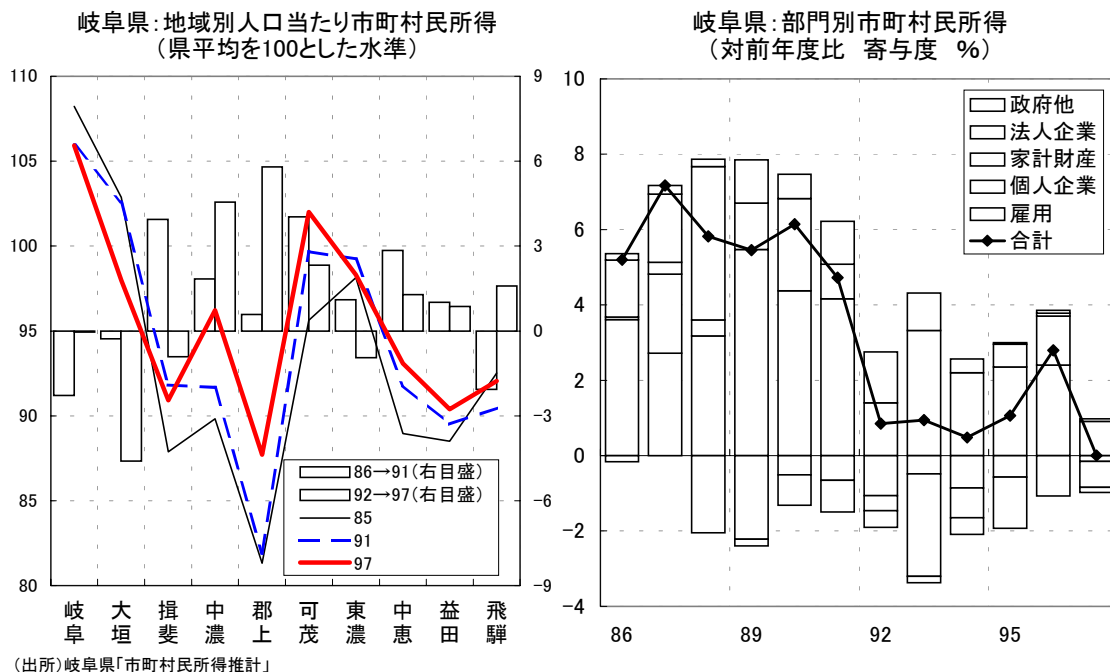 岐阜県：地域別人口当たり市町村民所得
（県平均を100とした水準）
110
105
100
95
90
85
80
9
6
3
0
-3
-6
-9
86→91（右目盛）
92→97（右目盛）
85
91
97
岐阜
大垣
揖斐
中濃
郡上
可茂
東濃
中恵
益田
飛騨
（出所）岐阜県「市町村民所得推計」
岐阜県：部門別市町村民所得
（対前年度比　寄与度　％）
10
8
6
4
2
0
-2
-4
政府他
法人企業
家計財産
個人企業
雇用
合計
86
89
92
95